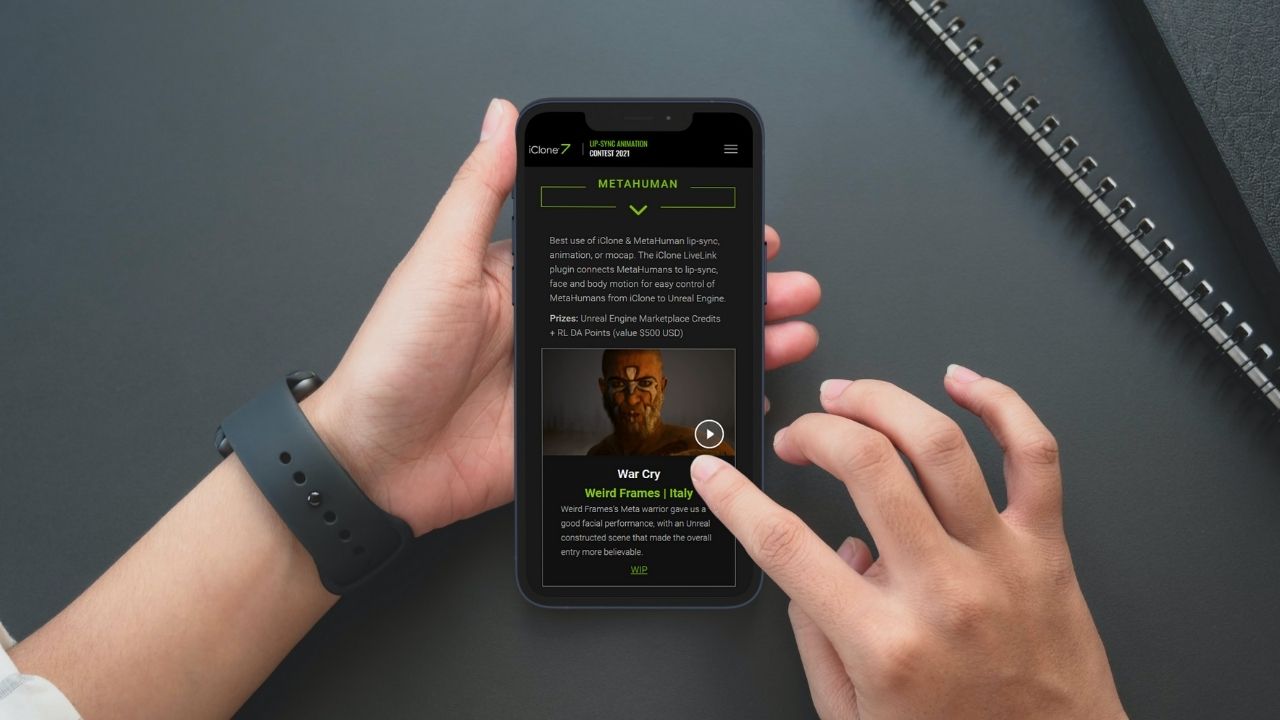 iClone 7
LIP-SYNC ANIMATION
CONTEST 2021
METAHUMAN
Best use of iClone & MetaHuman lip-sync,
animation, or mocap. The iClone LiveLink
plugin connects MetaHumans to lip-sync,
face and body motion for easy control of
MetaHumans from iClone to Unreal Engine.
Prizes: Unreal Engine Marketplace Credits
+ RL DA Points (value $500 USD)
War Cry
Weird Frames | Italy
Weird Frames's Meta warrior gave us a
good facial performance, with an Unreal
constructed scene that made the overall
entry more believable.
WIP